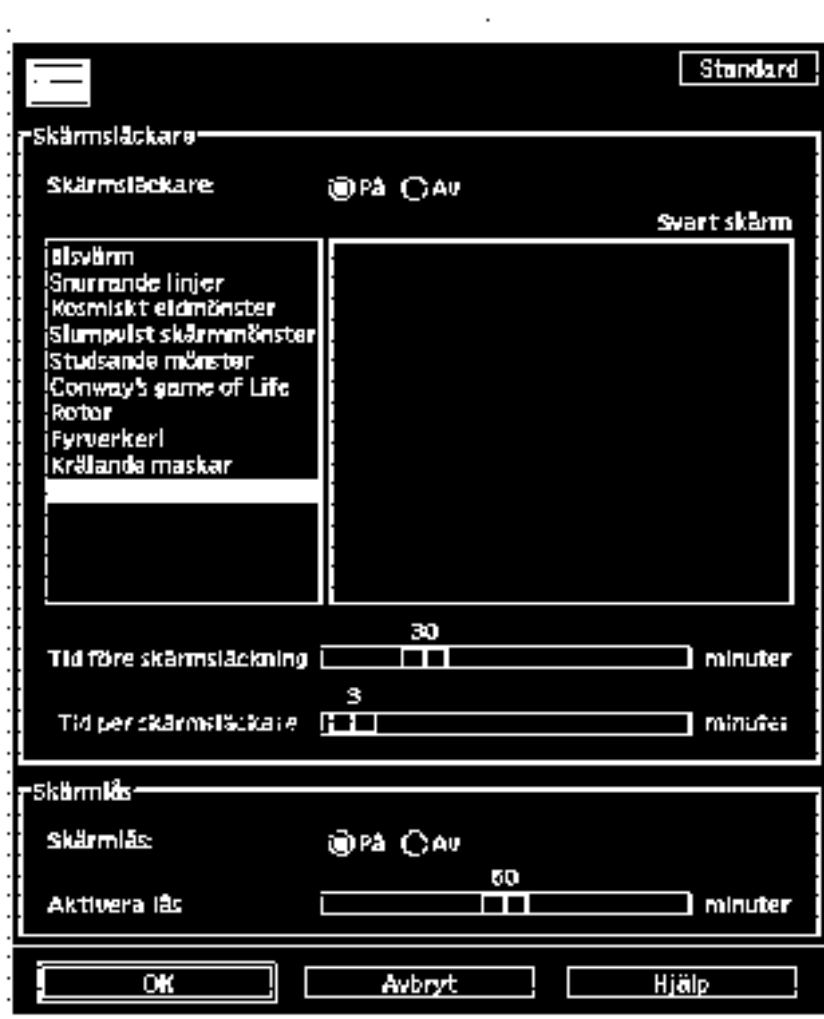 Standard
Skärmsläckare
Skärmsläckare: På Av
Svart skärm
Bisvärm
Snurrande linjer
Kosmiskt eldmönster
Slumpvist skärmmönster
Studsande mönster
Conway's game of Life
Rotor
Fyrverkeri
Krälande maskar
30
Tid före skärmsläckning minuter
3
Tid per skärmsläckare minuter
Skärmlås
Skärmlås: På Av
60
Aktivera lås minuter
OK Avbryt Hjälp